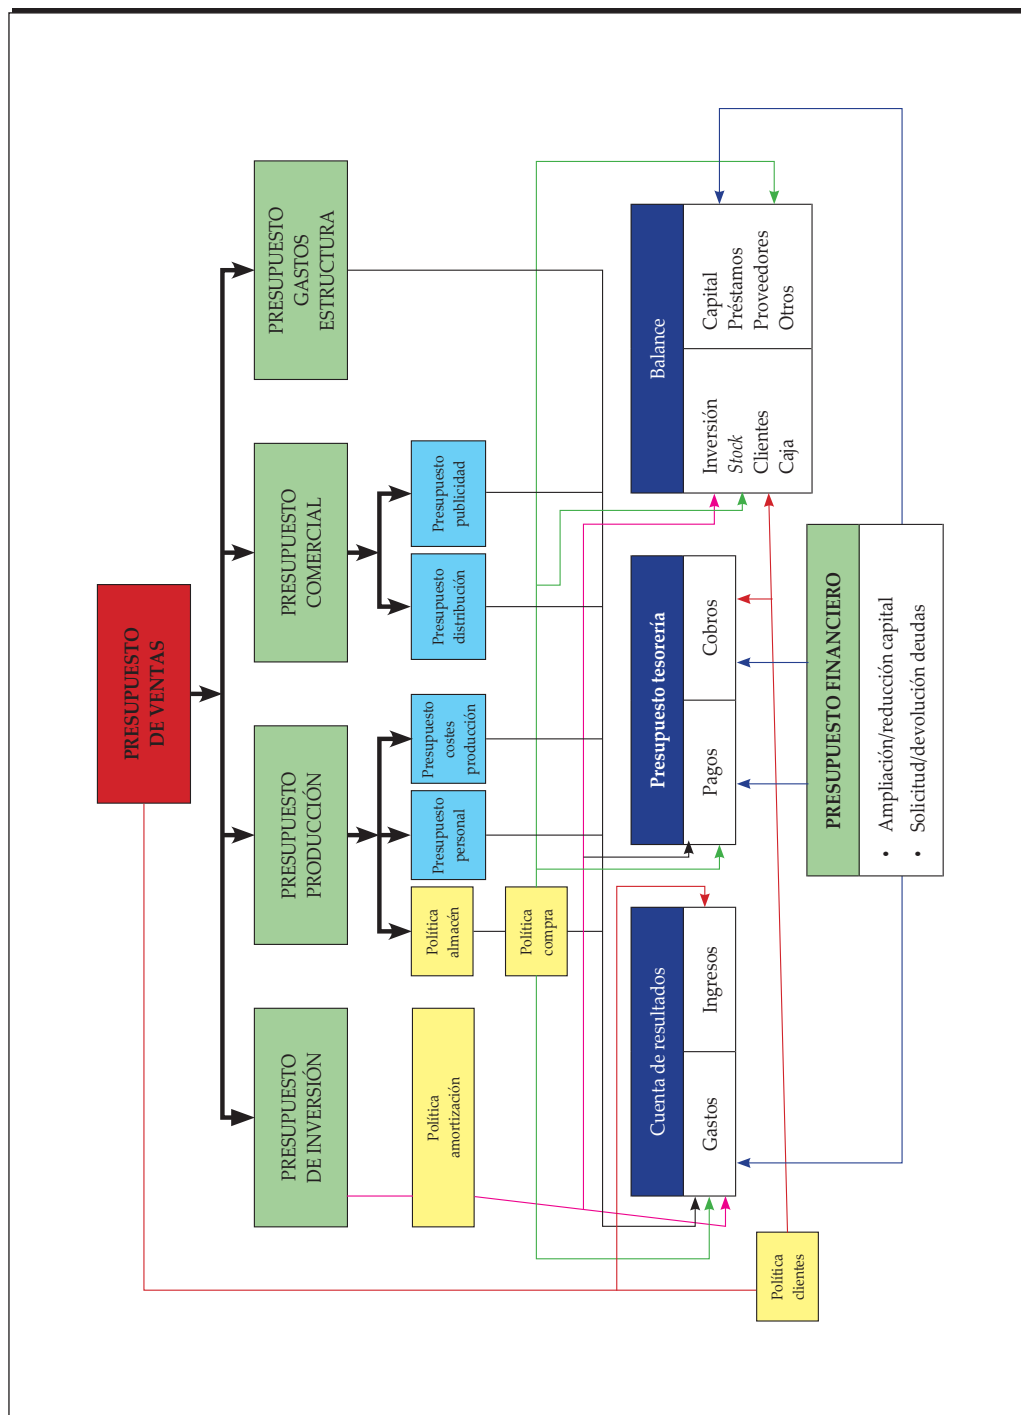 PRESUPUESTO
DE VENTAS
PRESUPUESTO
DE INVERSIÓN
PRESUPUESTO
PRODUCCIÓN
PRESUPUESTO
COMERCIAL
PRESUPUESTO
GASTOS
ESTRUCTURA
Política
amortización
Política
almacén
Presupuesto
personal
Presupuesto
costes
producción
Presupuesto
distribución
Presupuesto
publicidad
Política
compra
Cuenta de resultados
Gastos
Ingresos
Presupuesto tesorería
Pagos
Cobros
Balance
Inversión
Stock
Clientes
Caja
Capital
Préstamos
Proveedores
Otros
Política
clientes
PRESUPUESTO FINANCIERO
• Ampliación/reducción capital
• Solicitud/devolución deudas